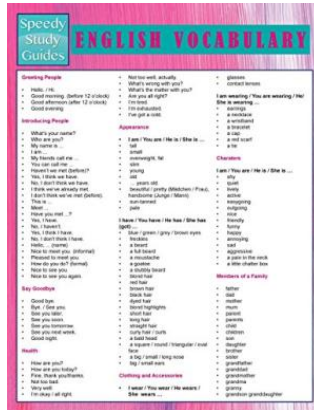 Speedy
Study
Guides
ENGLISH VOCABULARY
Greeting People
Hello. / Hi.
Good morning. (before 12 o'clock)
Good afternoon (after 12 o'clock)
Good evening.
Introducing People
What's your name?
Who are you?
My name is ...
I am ...
My friends call me ...
You can call me ...
Haven't we met (before)?
Yes, I think we have.
No, I don't think we have.
I think we've already met.
I don't think we've met (before).
This is ...
Meet ...
Have you met ...?
Yes, I have.
No, I haven't.
Yes, I think I have.
No, I don't think I have.
Hello, ... (name)
Nice to meet you. (informal)
Pleased to meet you.
How do you do? (formal)
Nice to see you.
Nice to see you again.
Say Goodbye
Good bye.
Bye. / See you.
See you later.
See you soon.
See you tomorrow.
See you next week.
Good night.
Health
How are you?
How are you today?
Fine, thank you/thanks.
Not too bad.
Very well.
I'm okay / all right.
Not too well, actually.
What's wrong with you?
What's the matter with you?
Are you all right?
I'm tired.
I'm exhausted.
I've got a cold.
Appearance
I am / You are / He is / She is ...
tall
small
overweight, fat
slim
young
old
... years old
beautiful / pretty (Mädchen / Frau),
handsome (Junge / Mann)
sun-tanned
pale
I have / You have / He has / She has
(got) ...
blue / green / grey / brown eyes
freckles
a beard
a full beard
a moustache
a goatee
a stubbly beard
blond hair
red hair
brown hair
black hair
dyed hair
blond highlights
short hair
long hair
straight hair
curly hair / curls
a bald head
a square / round / triangular / oval
face
a big / small / long nose
big / small ears
Clothing and Accessories
I wear / You wear / He wears /
She wears ...
glasses
contact lenses
I am wearing / You are wearing / He/
She is wearing ...
earrings
a necklace
a wristband
a bracelet
a cap
a red scarf
a tie
Characters
I am / You are / He is / She is ...
shy
quiet
lively
active
easygoing
outgoing
nice
friendly
funny
happy
annoying
sad
aggressive
a pain in the neck
a little chatter box
Members of a Family
father
dad
mother
mum
parent
parents
child
children
son
daughter
brother
sister
grandfather
granddad
grandmother
grandma
granny
grandson granddaughter